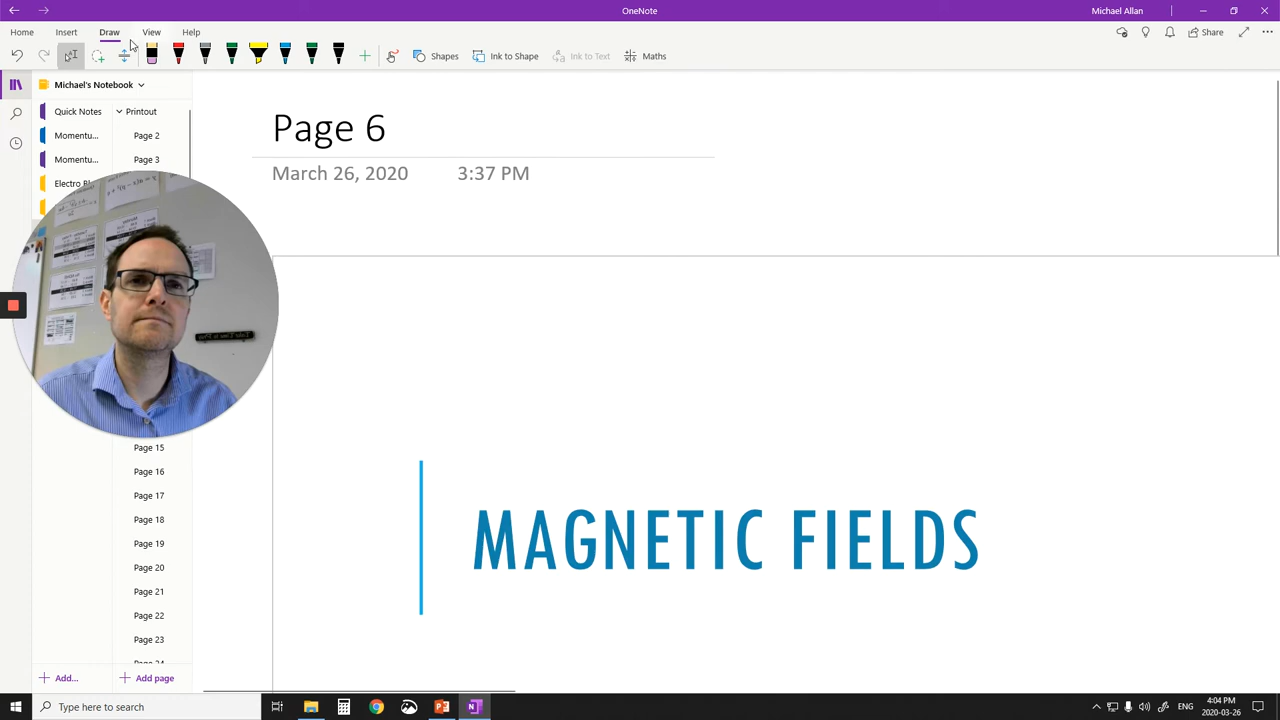 OneNote
Michael Allan
Home Insert Draw View Help
Share
Shapes Ink to Shape Ink to Text Maths
Michael's Notebook
Quick Notes
Momentu...
Momentu...
Printout
Page 2
Page 3
Page 15
Page 16
Page 17
Page 18
Page 19
Page 20
Page 21
Page 22
Page 23
Add...
Add page
Page 6
March 26, 2020 3:37 PM
MAGNETIC FIELDS
Type here to search
ENG
4:04 PM
2020-03-26